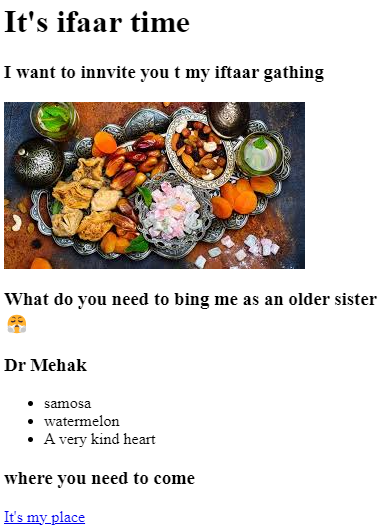 It's ifaar time
I want to innvite you t my iftaar gathing
What do you need to bing me as an older sister
😤
Dr Mehak
samosa
watermelon
A very kind heart
where you need to come
It's my place